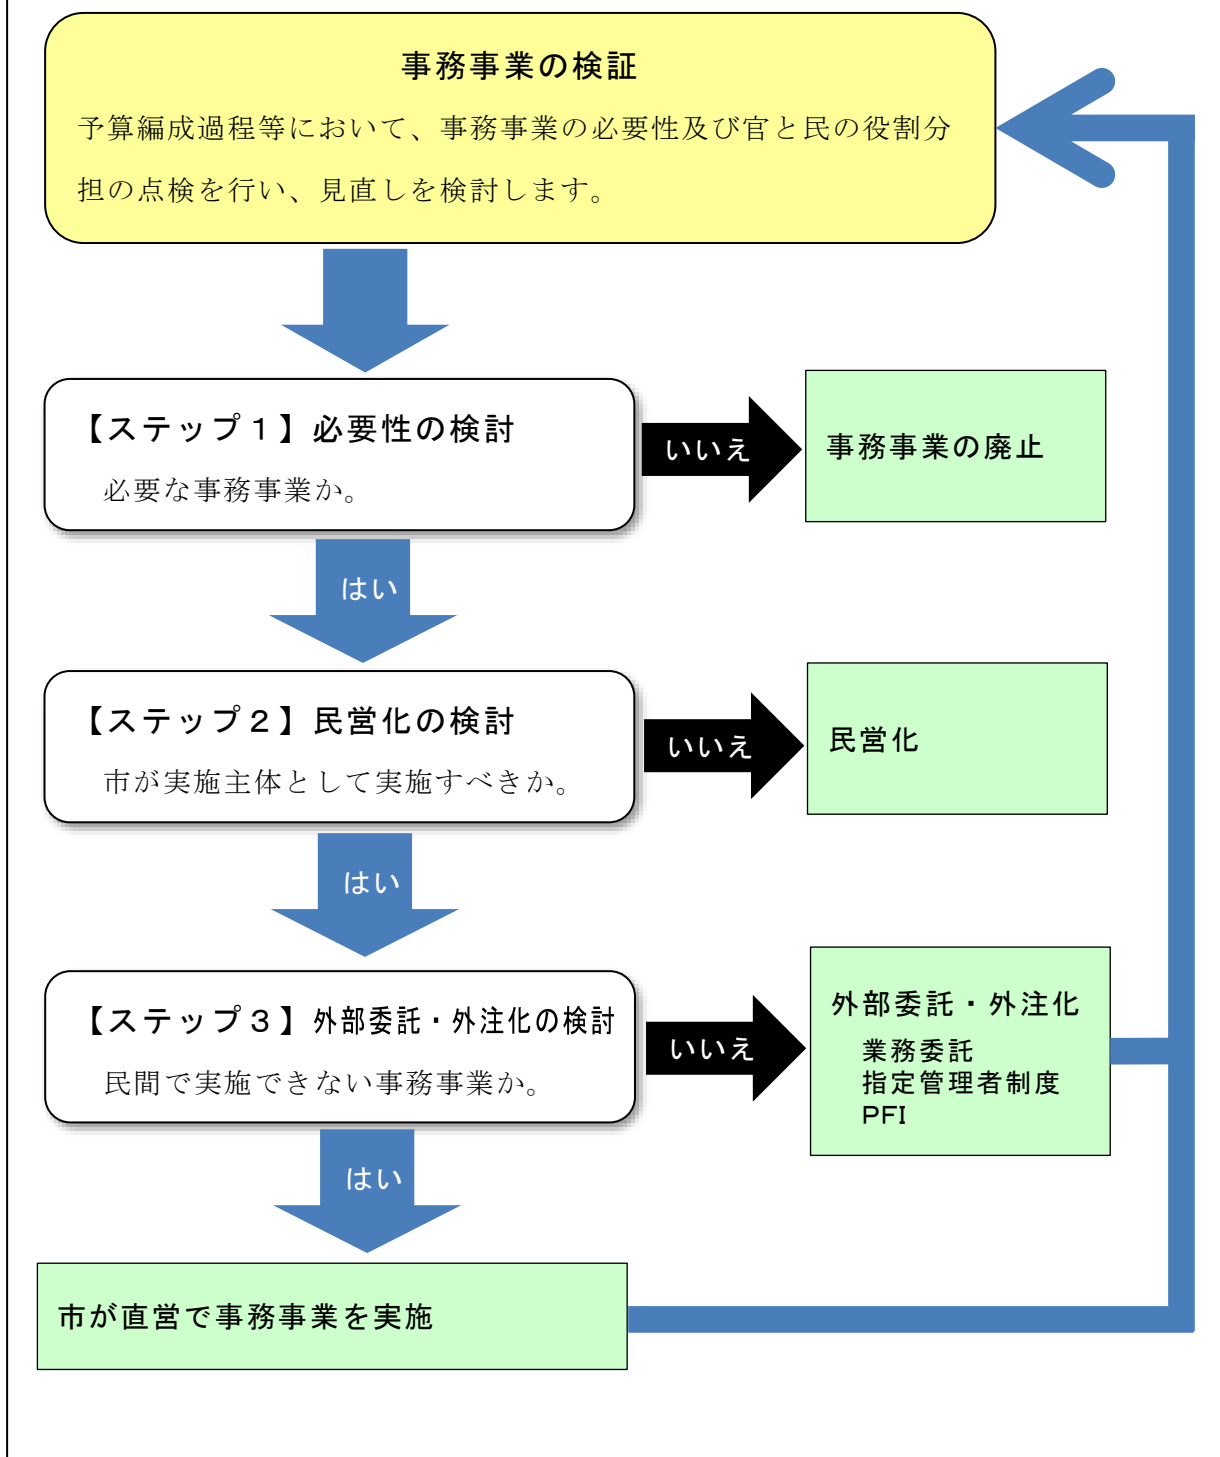 事務事業の検証
予算編成過程等において、事務事業の必要性及び官と民の役割分
担の点検を行い、見直しを検討します。
【ステップ１】必要性の検討
必要な事務事業か。
いいえ
事務事業の廃止
はい
【ステップ２】民営化の検討
市が実施主体として実施すべきか。
いいえ
民営化
はい
【ステップ３】外部委託・外注化の検討
民間で実施できない事務事業か。
いいえ
外部委託・外注化
業務委託
指定管理者制度
PFI
はい
市が直営で事務事業を実施